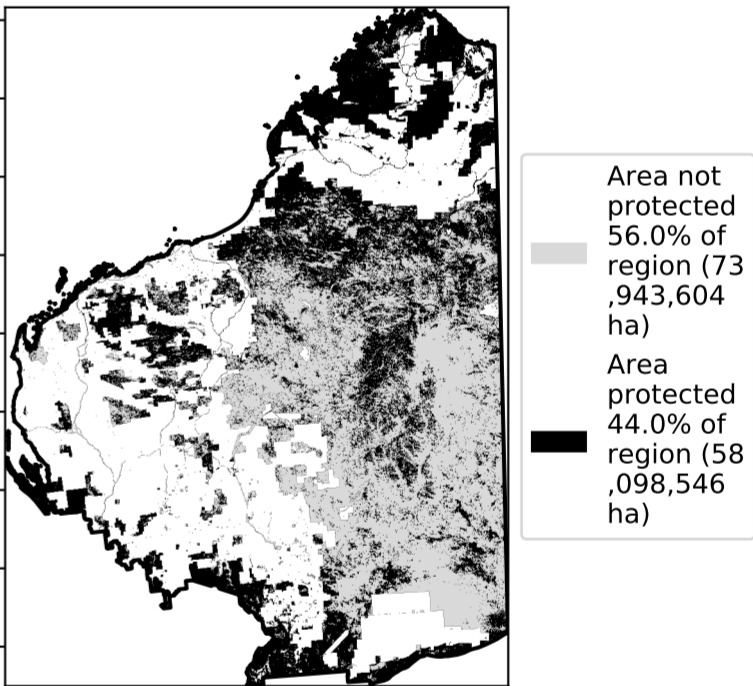 Area not
protected
56.0% of
region (73
,943,604
ha)
Area
protected
44.0% of
region (58
,098,546
ha)